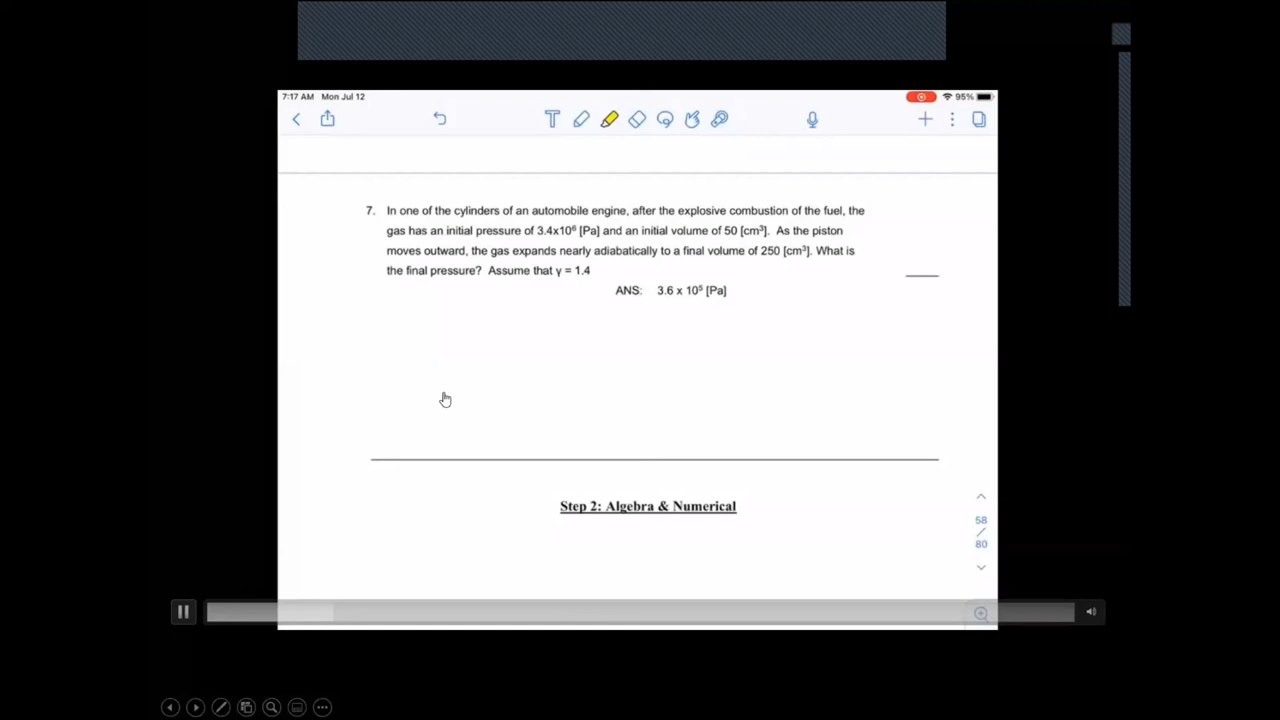 7:17 AM Mon Jul 12
95%
7. In one of the cylinders of an automobile engine, after the explosive combustion of the fuel, the
gas has an initial pressure of 3.4x10⁶ [Pa] and an initial volume of 50 [cm³]. As the piston
moves outward, the gas expands nearly adiabatically to a final volume of 250 [cm³]. What is
the final pressure? Assume that γ = 1.4
ANS: 3.6 x 10⁵ [Pa]
Step 2: Algebra & Numerical
58
/
80